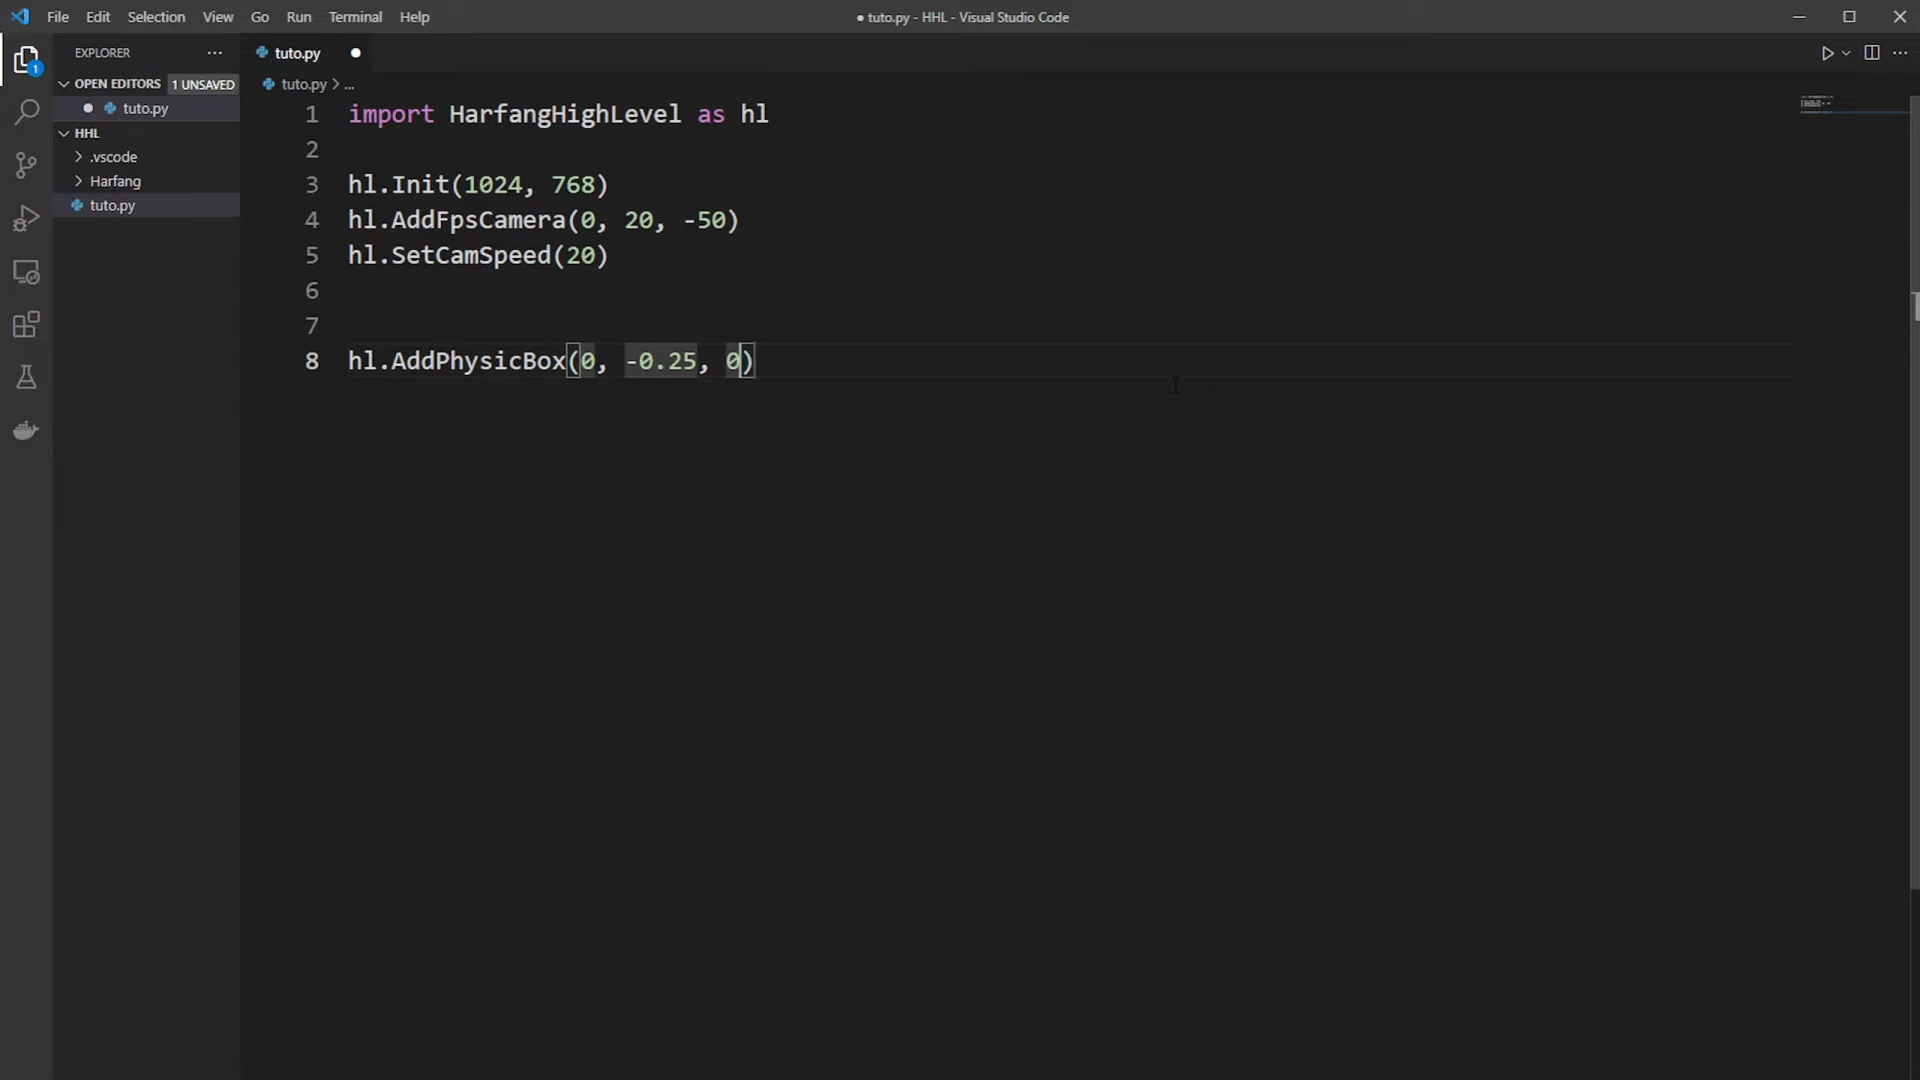 File Edit Selection View Go Run Terminal Help
● tuto.py - HHL - Visual Studio Code
EXPLORER ...
OPEN EDITORS 1 UNSAVED
tuto.py
HHL
.vscode
Harfang
tuto.py
1
tuto.py
tuto.py > ...
1 import HarfangHighLevel as hl
2
3 hl.Init(1024, 768)
4 hl.AddFpsCamera(0, 20, -50)
5 hl.SetCamSpeed(20)
6
7
8 hl.AddPhysicBox(0, -0.25, 0)